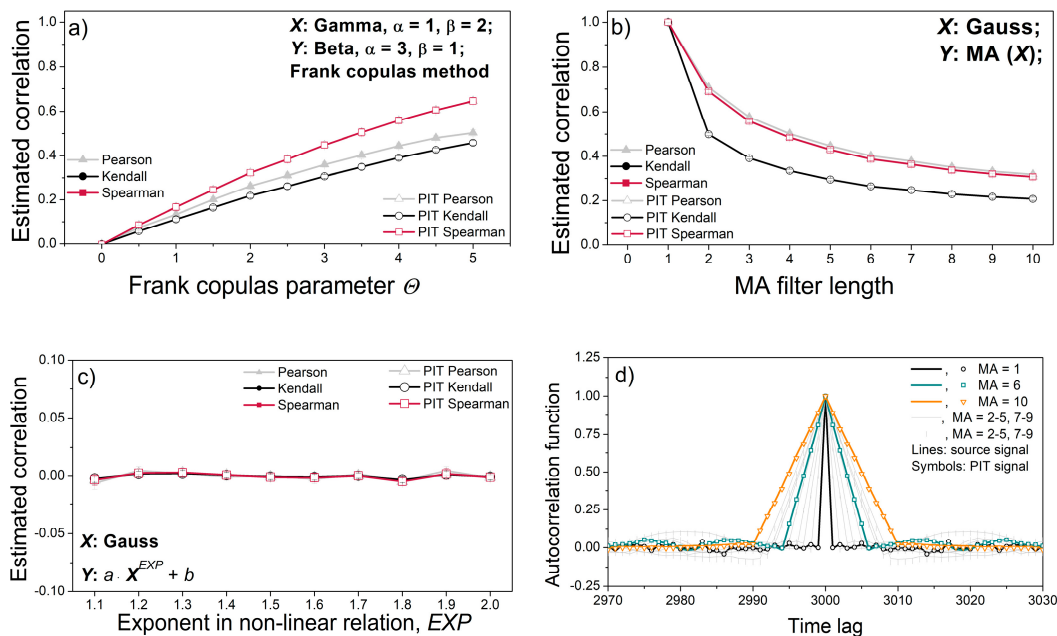 a)
X: Gamma, α = 1, β = 2;
Y: Beta, α = 3, β = 1;
Frank copulas method
Estimated correlation
1.0
0.8
0.6
0.4
0.2
0.0
Pearson
Kendall
Spearman
PIT Pearson
PIT Kendall
PIT Spearman
0 1 2 3 4 5
Frank copulas parameter Θ
b)
X: Gauss;
Y: MA (X);
Estimated correlation
1.0
0.8
0.6
0.4
0.2
0.0
Pearson
Kendall
Spearman
PIT Pearson
PIT Kendall
PIT Spearman
0 1 2 3 4 5 6 7 8 9 10
MA filter length
c)
Pearson
Kendall
Spearman
PIT Pearson
PIT Kendall
PIT Spearman
Estimated correlation
0.10
0.05
0.00
-0.05
-0.10
X: Gauss
Y: a · X^EXP + b
1.1 1.2 1.3 1.4 1.5 1.6 1.7 1.8 1.9 2.0
Exponent in non-linear relation, EXP
d)
, MA = 1
, MA = 6
, MA = 10
, MA = 2-5, 7-9
, MA = 2-5, 7-9
Lines: source signal
Symbols: PIT signal
Autocorrelation function
1.25
1.00
0.75
0.50
0.25
0.00
-0.25
2970 2980 2990 3000 3010 3020 3030
Time lag